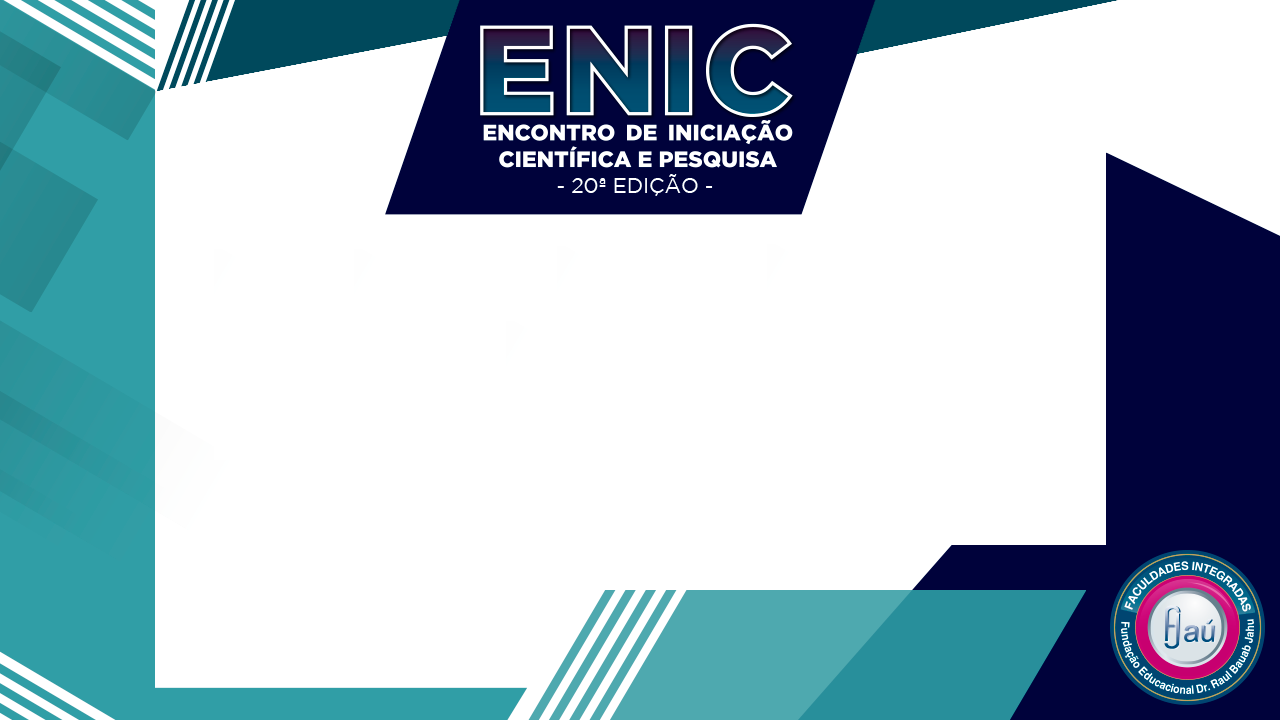 ENIC
ENCONTRO DE INICIAÇÃO
CIENTÍFICA E PESQUISA
- 20ª EDIÇÃO -
FACULDADES INTEGRADAS
Fjaú
Fundação Educacional Dr. Raul Bauab Jahu